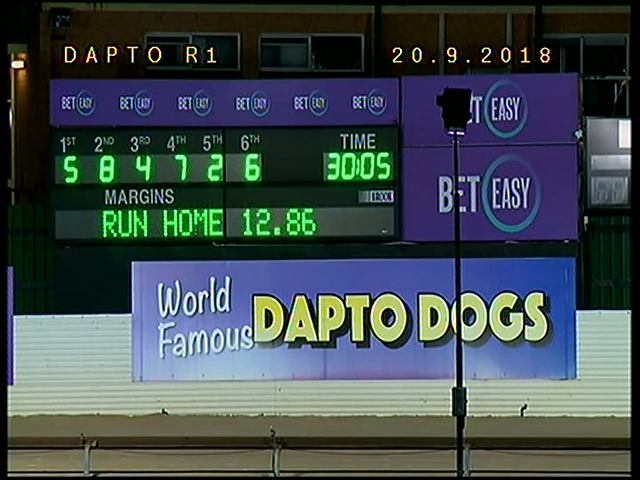 DAPTO R1 20.9.2018
BET EASY BET EASY BET EASY BET EASY BET EASY BET EASY
BET EASY
1ST 2ND 3RD 4TH 5TH 6TH TIME
5 8 4 7 2 6 30:05
MARGINS
RUN HOME 12.86
BET EASY
World Famous DAPTO DOGS